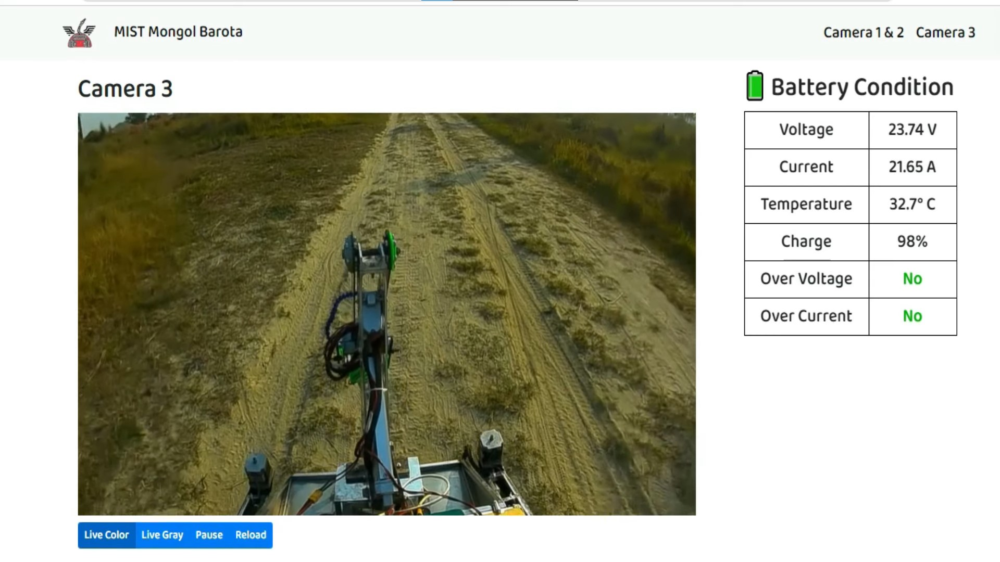 MIST Mongol Barota
Camera 1 & 2 Camera 3
Camera 3
Battery Condition
Voltage 23.74 V
Current 21.65 A
Temperature 32.7° C
Charge 98%
Over Voltage No
Over Current No
Live Color Live Gray Pause Reload